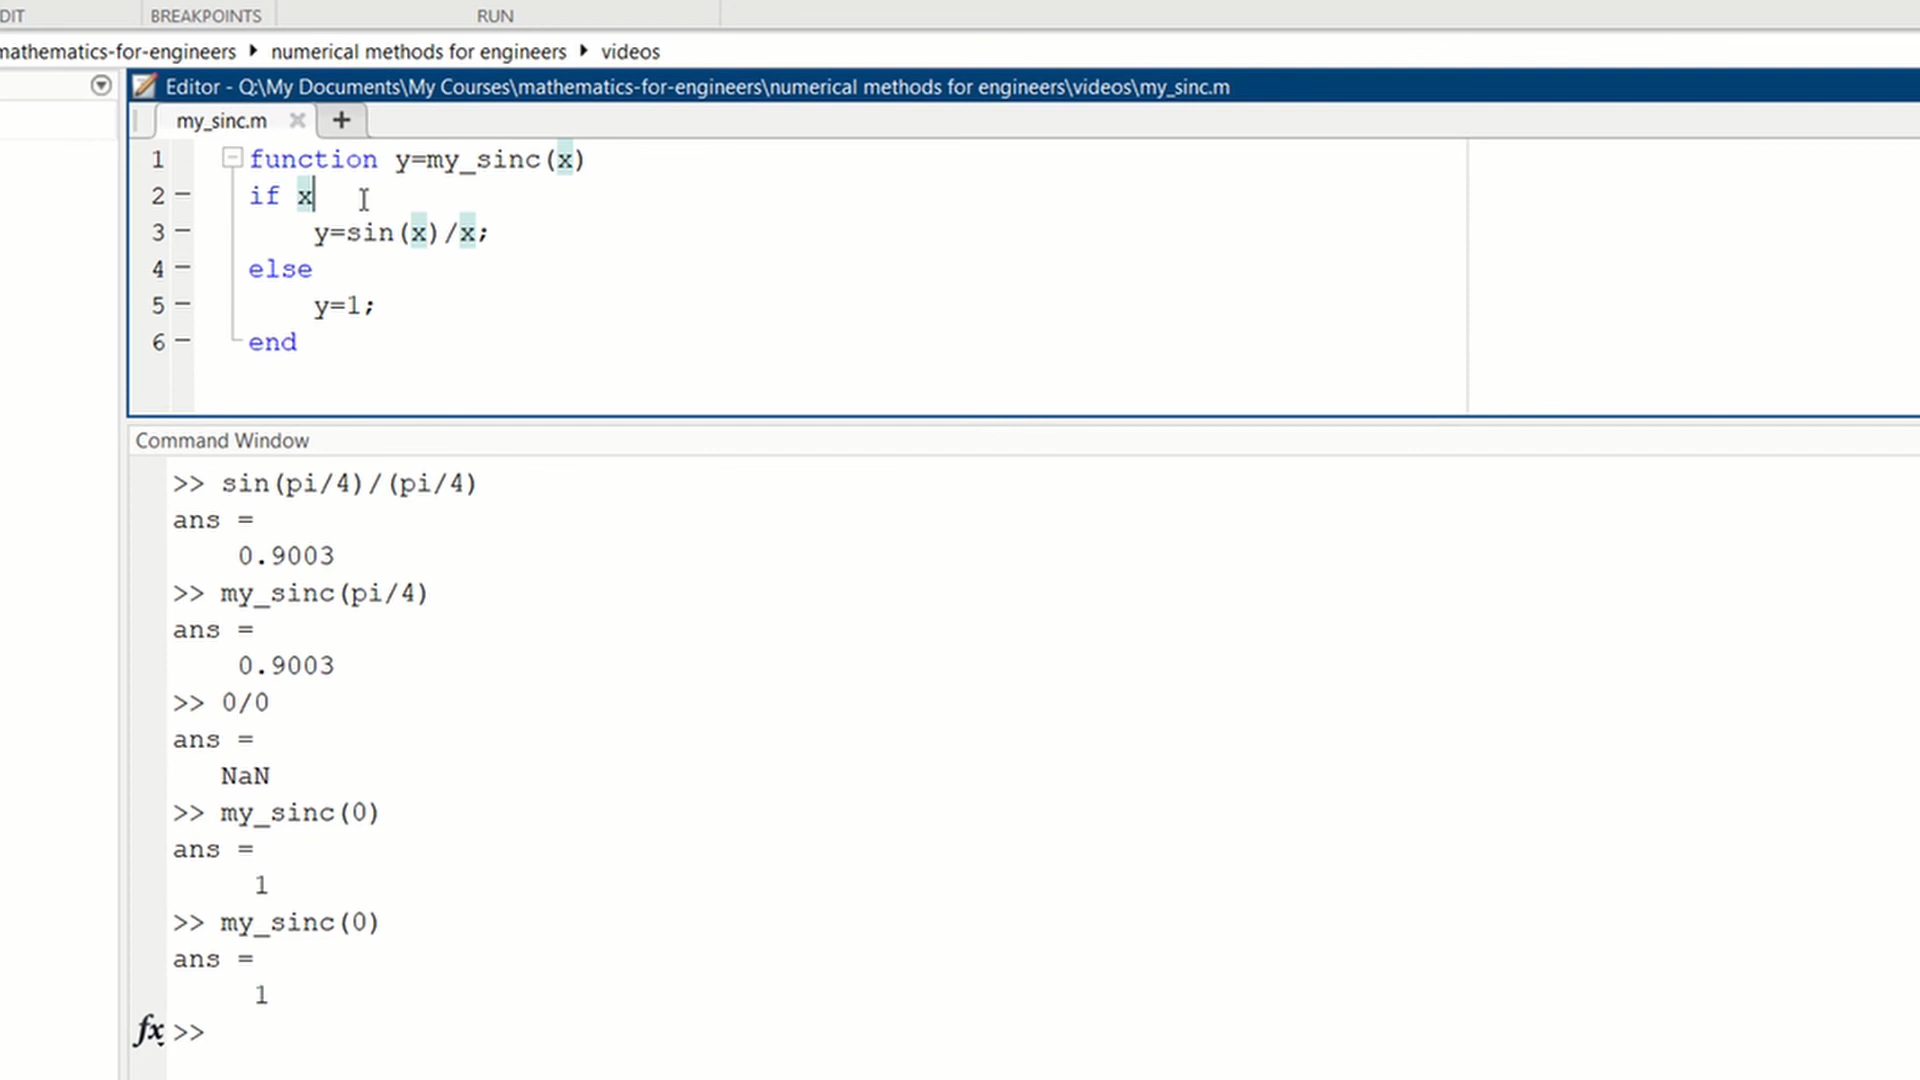 DIT BREAKPOINTS RUN
mathematics-for-engineers ▸ numerical methods for engineers ▸ videos
Editor - Q:\My Documents\My Courses\mathematics-for-engineers\numerical methods for engineers\videos\my_sinc.m
my_sinc.m × +
1 function y=my_sinc(x)
2 – if x
3 – y=sin(x)/x;
4 – else
5 – y=1;
6 – end
Command Window
>> sin(pi/4)/(pi/4)
ans =
0.9003
>> my_sinc(pi/4)
ans =
0.9003
>> 0/0
ans =
NaN
>> my_sinc(0)
ans =
1
>> my_sinc(0)
ans =
1
fx >>